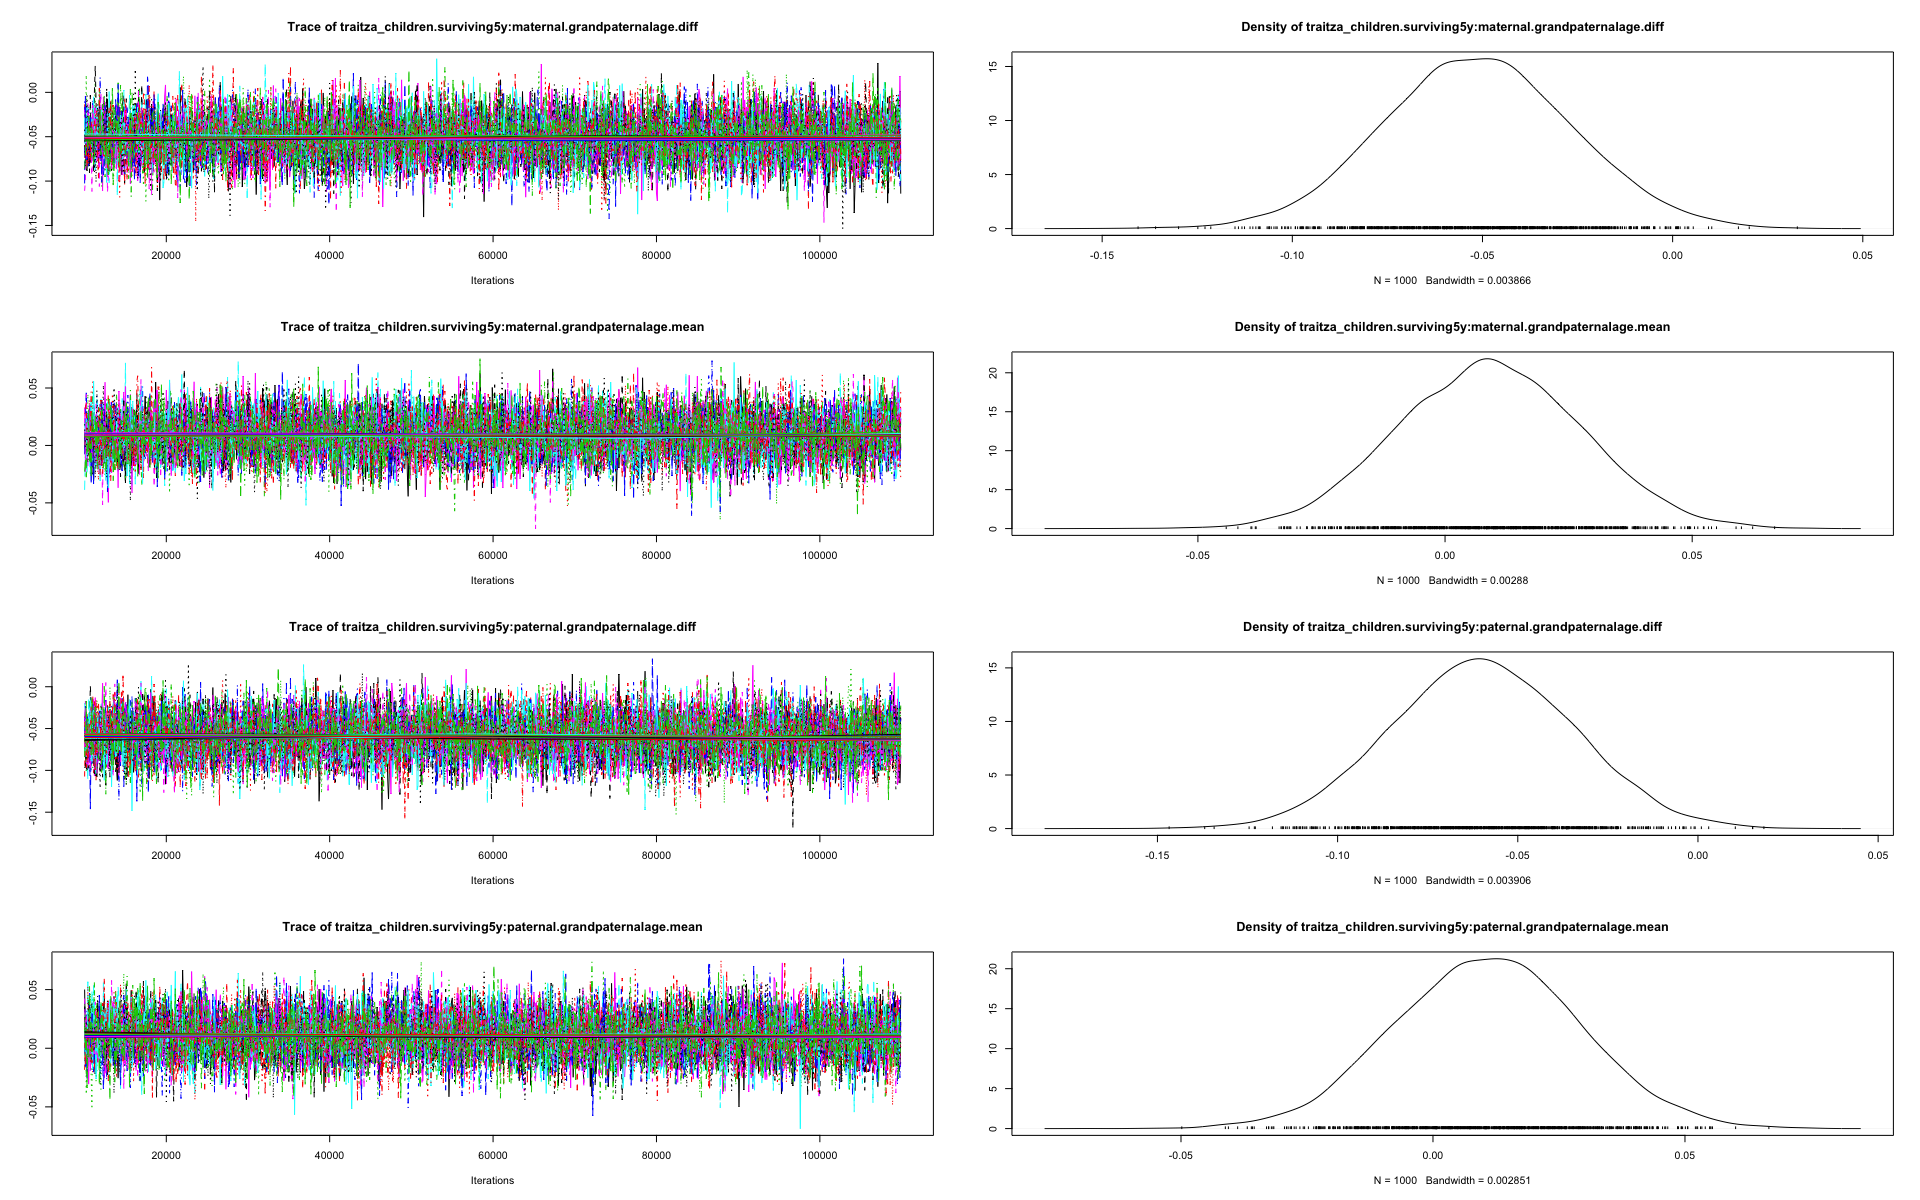 Trace of traitza_children.surviving5y:maternal.grandpaternalage.diff
0.00
-0.05
-0.10
-0.15
20000 40000 60000 80000 100000
Iterations
Density of traitza_children.surviving5y:maternal.grandpaternalage.diff
15
10
5
0
-0.15 -0.10 -0.05 0.00 0.05
N = 1000 Bandwidth = 0.003866
Trace of traitza_children.surviving5y:maternal.grandpaternalage.mean
0.05
0.00
-0.05
20000 40000 60000 80000 100000
Iterations
Density of traitza_children.surviving5y:maternal.grandpaternalage.mean
20
15
10
5
0
-0.05 0.00 0.05
N = 1000 Bandwidth = 0.00288
Trace of traitza_children.surviving5y:paternal.grandpaternalage.diff
0.00
-0.05
-0.10
-0.15
20000 40000 60000 80000 100000
Iterations
Density of traitza_children.surviving5y:paternal.grandpaternalage.diff
15
10
5
0
-0.15 -0.10 -0.05 0.00 0.05
N = 1000 Bandwidth = 0.003906
Trace of traitza_children.surviving5y:paternal.grandpaternalage.mean
0.05
0.00
-0.05
20000 40000 60000 80000 100000
Iterations
Density of traitza_children.surviving5y:paternal.grandpaternalage.mean
20
15
10
5
0
-0.05 0.00 0.05
N = 1000 Bandwidth = 0.002851